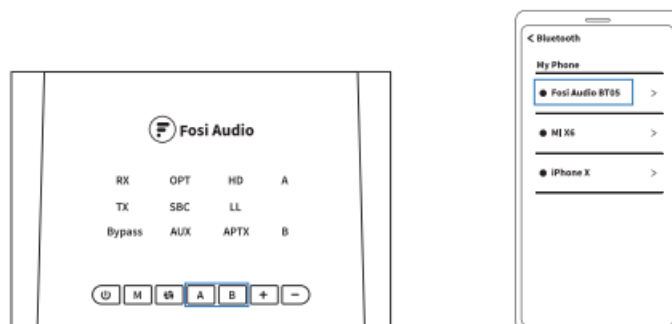 Fosi Audio
RX OPT HD A
TX SBC LL
Bypass AUX APTX B
M A B + −
< Bluetooth
My Phone
Fosi Audio BT05 >
MI X6 >
iPhone X >